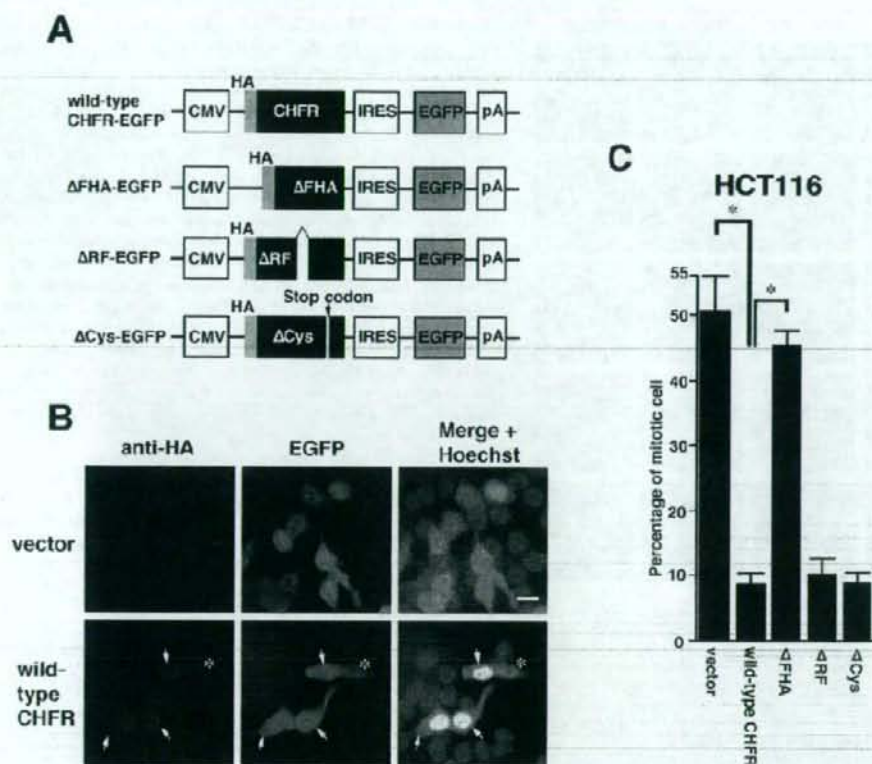 A
HA
wild-type
CHFR-EGFP
CMV
CHFR
IRES
EGFP
pA
HA
ΔFHA-EGFP
CMV
ΔFHA
IRES
EGFP
pA
HA
ΔRF-EGFP
CMV
ΔRF
IRES
EGFP
pA
Stop codon
HA
ΔCys-EGFP
CMV
ΔCys
IRES
EGFP
pA
B
anti-HA
EGFP
Merge +
Hoechst
vector
wild-
type
CHFR
*
*
*
C
HCT116
*
*
Percentage of mitotic cell
55
50
40
30
20
10
0
vector
wild-type CHFR
ΔFHA
ΔRF
ΔCys